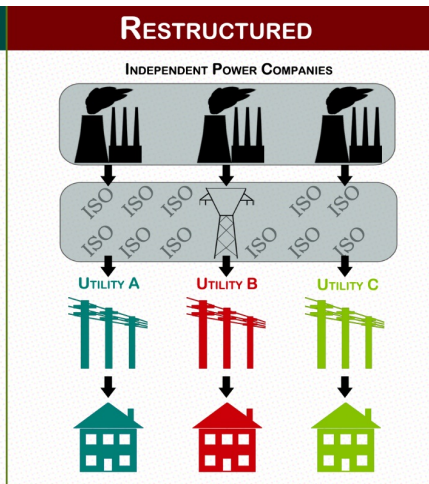 RESTRUCTURED
INDEPENDENT POWER COMPANIES
ISO ISO ISO ISO ISO
ISO ISO ISO ISO ISO
UTILITY A UTILITY B UTILITY C